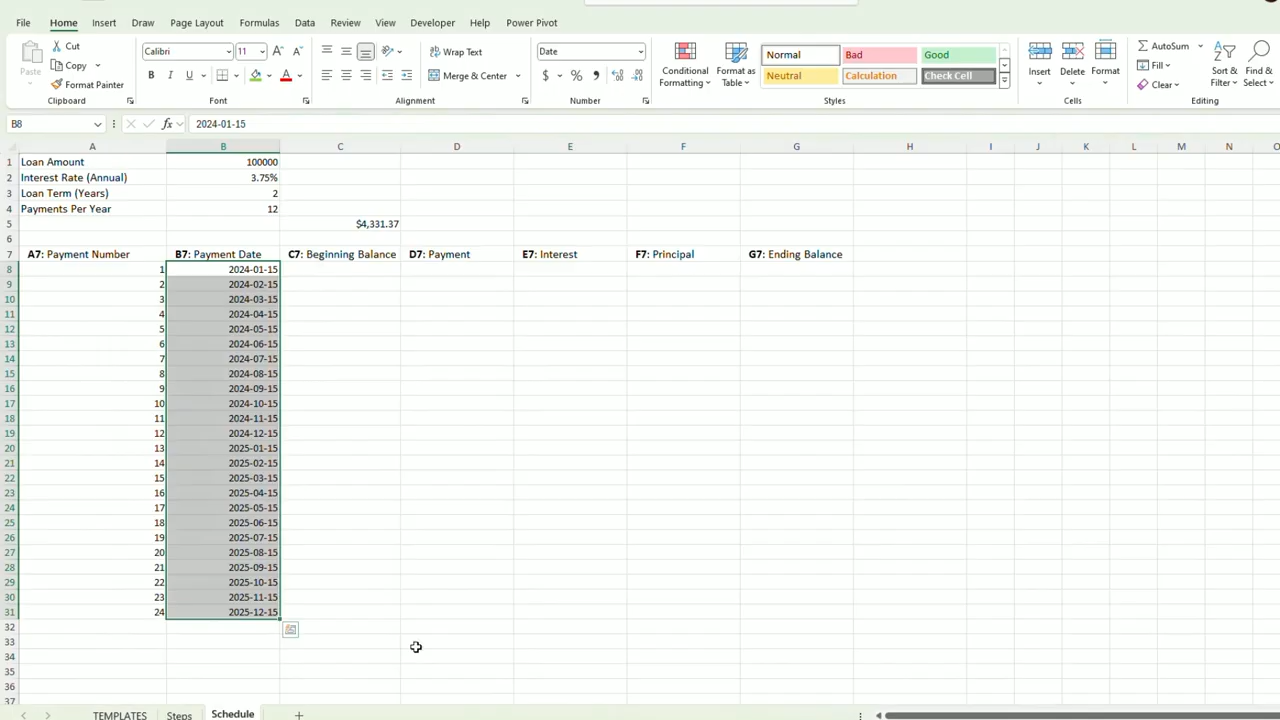 File Home Insert Draw Page Layout Formulas Data Review View Developer Help Power Pivot
Paste
Cut
Copy
Format Painter
Clipboard
Calibri 11 A A
B I U A
Font
Wrap Text
Merge & Center
Alignment
Date
$ % ,
Number
Conditional Formatting
Format as Table
Normal Bad Good
Neutral Calculation Check Cell
Styles
Insert Delete Format
Cells
AutoSum
Fill
Clear
Sort & Filter
Find & Select
Editing
B8 fx 2024-01-15
A B C D E F G H I J K L M N O
1 Loan Amount 100000
2 Interest Rate (Annual) 3.75%
3 Loan Term (Years) 2
4 Payments Per Year 12
5 $4,331.37
6
7 A7: Payment Number B7: Payment Date C7: Beginning Balance D7: Payment E7: Interest F7: Principal G7: Ending Balance
8 1 2024-01-15
9 2 2024-02-15
10 3 2024-03-15
11 4 2024-04-15
12 5 2024-05-15
13 6 2024-06-15
14 7 2024-07-15
15 8 2024-08-15
16 9 2024-09-15
17 10 2024-10-15
18 11 2024-11-15
19 12 2024-12-15
20 13 2025-01-15
21 14 2025-02-15
22 15 2025-03-15
23 16 2025-04-15
24 17 2025-05-15
25 18 2025-06-15
26 19 2025-07-15
27 20 2025-08-15
28 21 2025-09-15
29 22 2025-10-15
30 23 2025-11-15
31 24 2025-12-15
32
33
34
35
36
37
TEMPLATES Steps Schedule